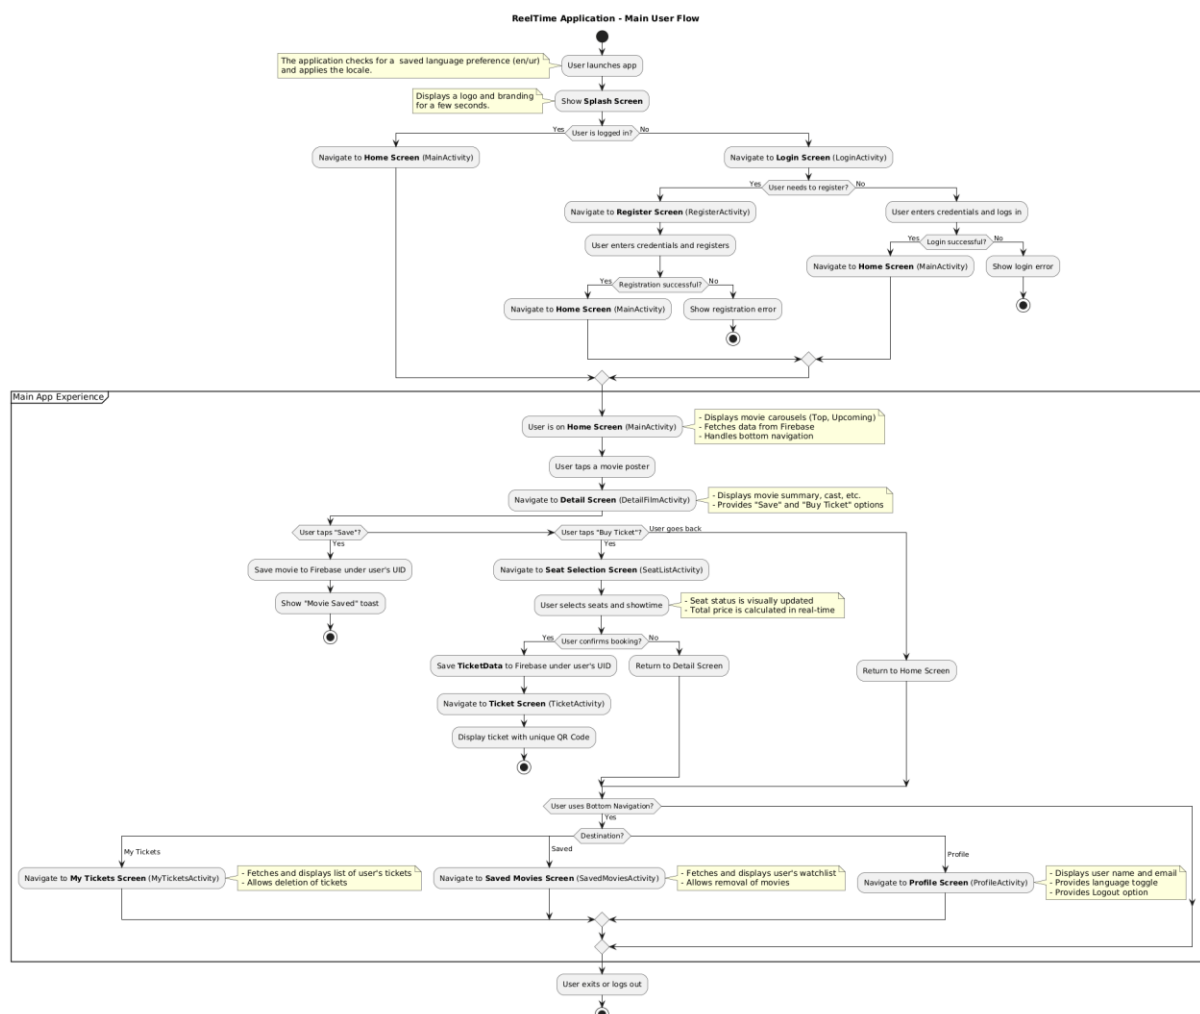 ReelTime Application - Main User Flow
The application checks for a saved language preference (en/ur)
and applies the locale.
User launches app
Displays a logo and branding
for a few seconds.
Show Splash Screen
Yes
User is logged in?
No
Navigate to Home Screen (MainActivity)
Navigate to Login Screen (LoginActivity)
Yes
User needs to register?
No
Navigate to Register Screen (RegisterActivity)
User enters credentials and logs in
User enters credentials and registers
Yes
Login successful?
No
Navigate to Home Screen (MainActivity)
Show login error
Yes
Registration successful?
No
Navigate to Home Screen (MainActivity)
Show registration error
Main App Experience
User is on Home Screen (MainActivity)
- Displays movie carousels (Top, Upcoming)
- Fetches data from Firebase
- Handles bottom navigation
User taps a movie poster
Navigate to Detail Screen (DetailFilmActivity)
- Displays movie summary, cast, etc.
- Provides "Save" and "Buy Ticket" options
User taps "Save"?
Yes
User taps "Buy Ticket"?
Yes
User goes back
Save movie to Firebase under user's UID
Show "Movie Saved" toast
Navigate to Seat Selection Screen (SeatListActivity)
User selects seats and showtime
- Seat status is visually updated
- Total price is calculated in real-time
Yes
User confirms booking?
No
Save TicketData to Firebase under user's UID
Return to Detail Screen
Return to Home Screen
Navigate to Ticket Screen (TicketActivity)
Display ticket with unique QR Code
User uses Bottom Navigation?
Yes
Destination?
My Tickets
Saved
Profile
Navigate to My Tickets Screen (MyTicketsActivity)
- Fetches and displays list of user's tickets
- Allows deletion of tickets
Navigate to Saved Movies Screen (SavedMoviesActivity)
- Fetches and displays user's watchlist
- Allows removal of movies
Navigate to Profile Screen (ProfileActivity)
- Displays user name and email
- Provides language toggle
- Provides Logout option
User exits or logs out